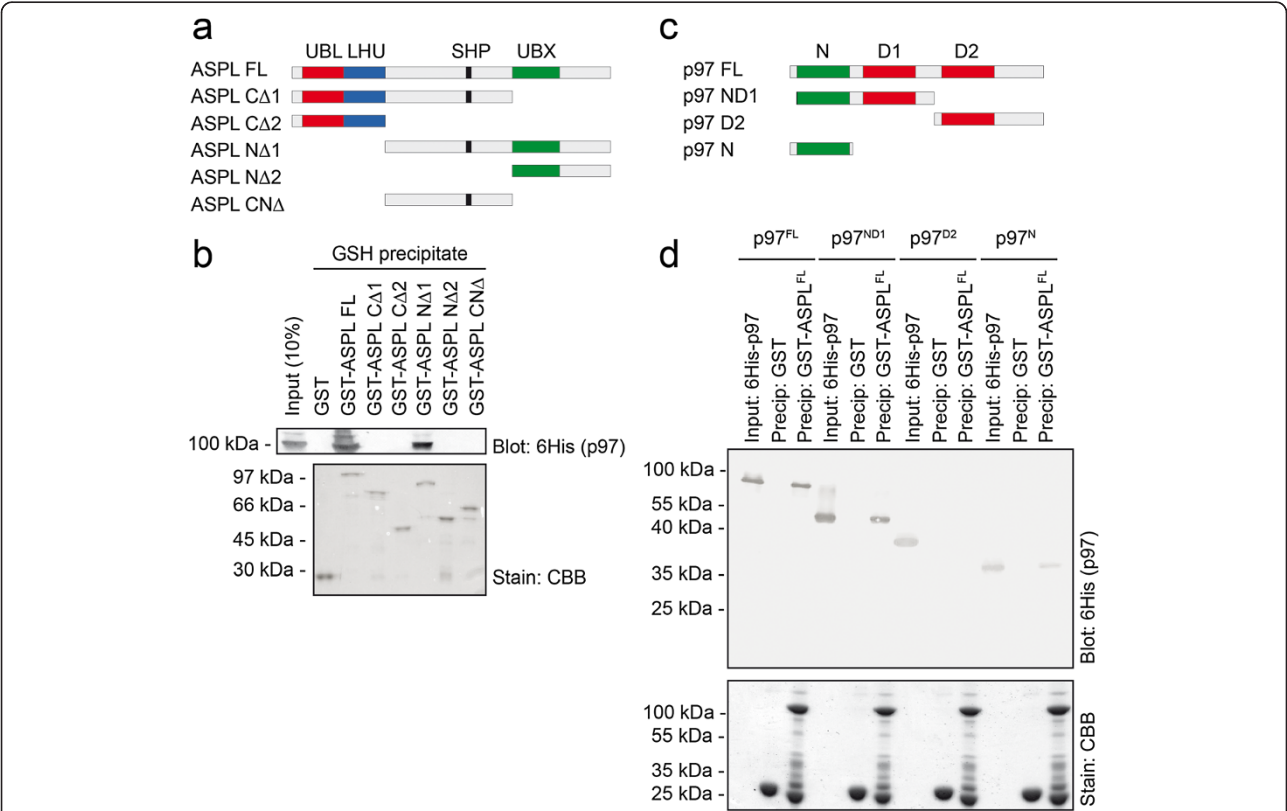 a
UBL LHU SHP UBX
ASPL FL
ASPL CΔ1
ASPL CΔ2
ASPL NΔ1
ASPL NΔ2
ASPL CNΔ
b
GSH precipitate
Input (10%)
GST
GST-ASPL FL
GST-ASPL CΔ1
GST-ASPL CΔ2
GST-ASPL NΔ1
GST-ASPL NΔ2
GST-ASPL CNΔ
100 kDa -
Blot: 6His (p97)
97 kDa -
66 kDa -
45 kDa -
30 kDa -
Stain: CBB
c
N D1 D2
p97 FL
p97 ND1
p97 D2
p97 N
d
p97ᶠᴸ p97ᴺᴰ¹ p97ᴰ² p97ᴺ
Input: 6His-p97
Precip: GST
Precip: GST-ASPLᶠᴸ
Input: 6His-p97
Precip: GST
Precip: GST-ASPLᶠᴸ
Input: 6His-p97
Precip: GST
Precip: GST-ASPLᶠᴸ
Input: 6His-p97
Precip: GST
Precip: GST-ASPLᶠᴸ
100 kDa -
55 kDa -
40 kDa -
35 kDa -
25 kDa -
Blot: 6His (p97)
100 kDa -
55 kDa -
35 kDa -
25 kDa -
Stain: CBB